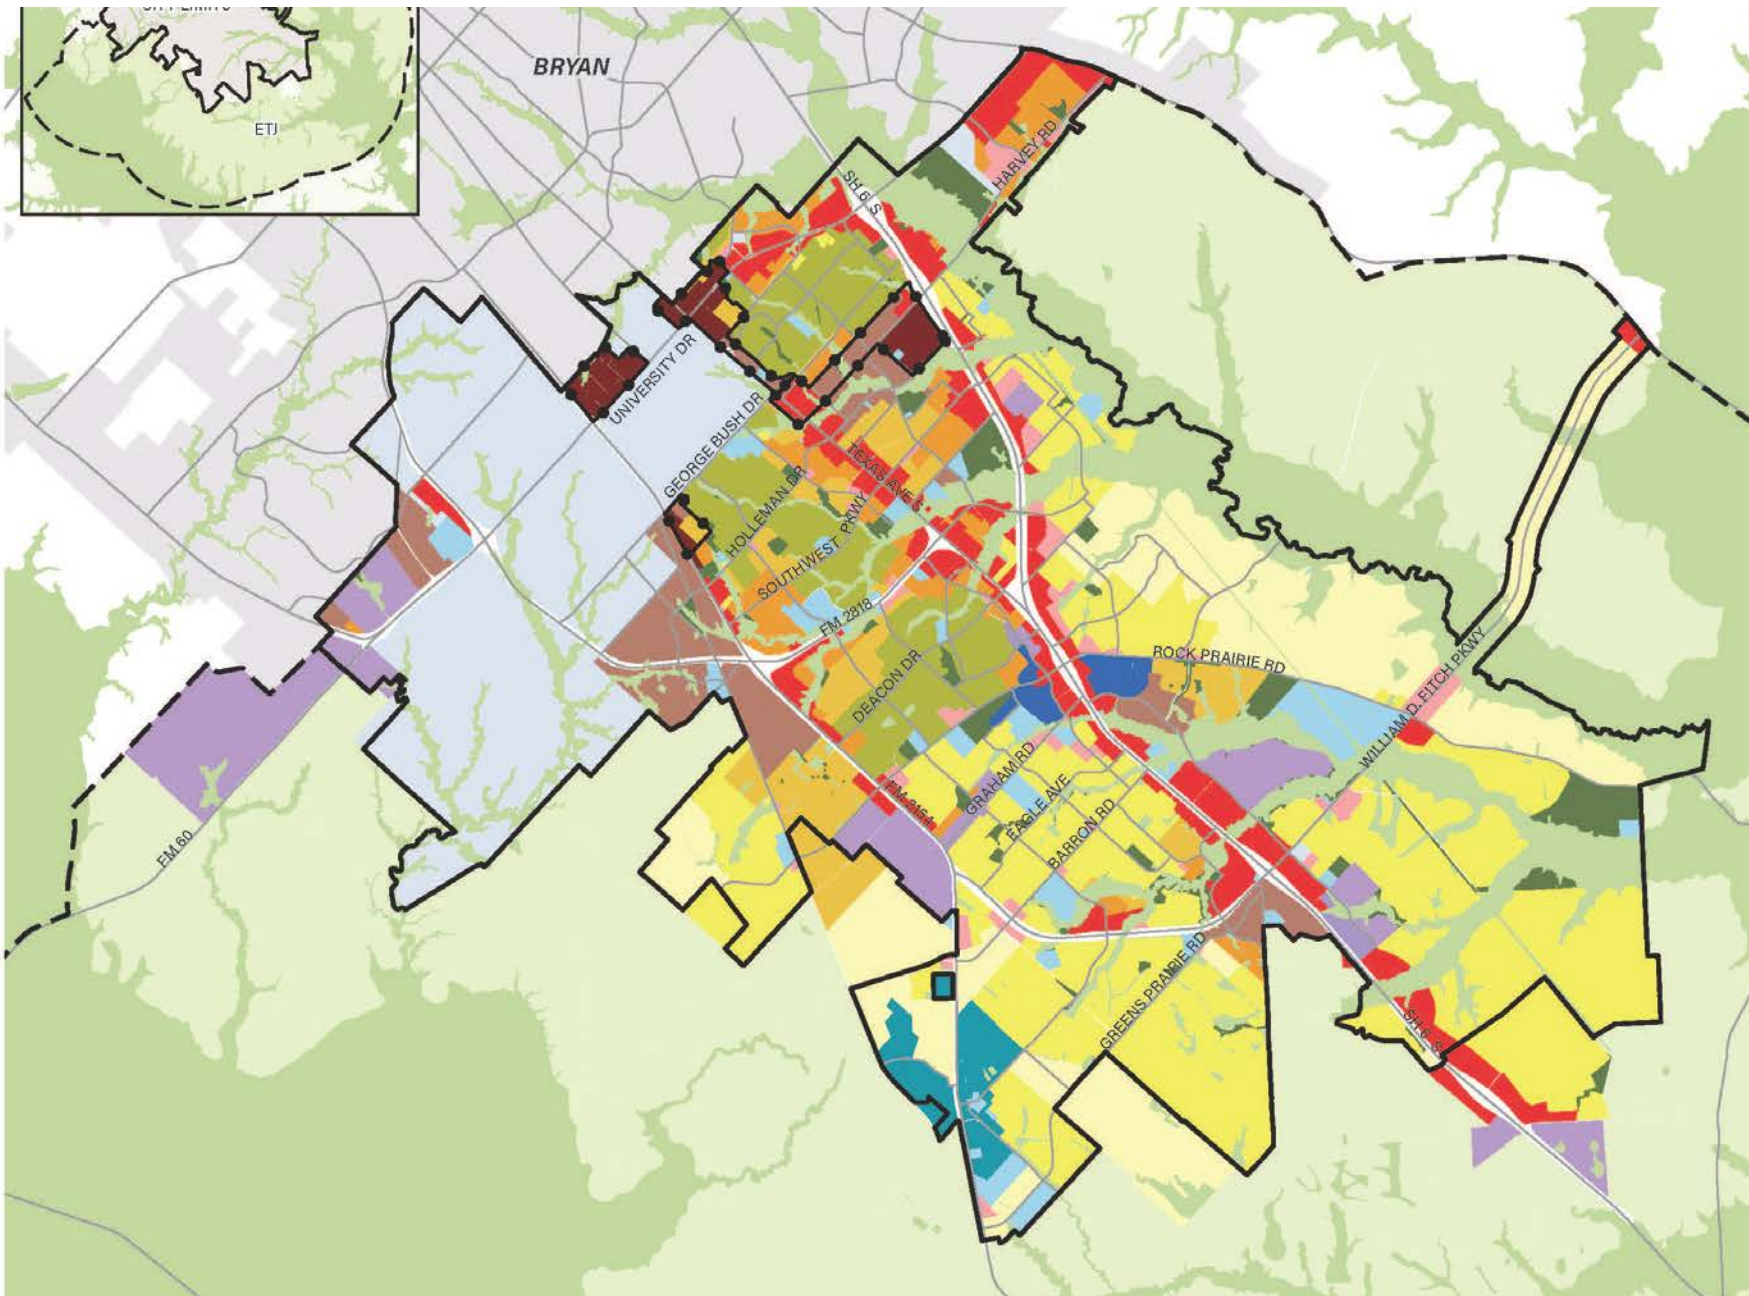 CITY LIMITS
ETJ
BRYAN
HARVEY RD
SH 6 S
UNIVERSITY DR
GEORGE BUSH DR
TEXAS AVE S
HOLLEMAN DR
SOUTHWEST PKWY
FM 2818
DEACON DR
ROCK PRAIRIE RD
WILLIAM D. FITCH PKWY
GRAHAM RD
EAGLE AVE
BARRON RD
FM 2154
FM 60
GREENS PRAIRIE RD
SH 6 S